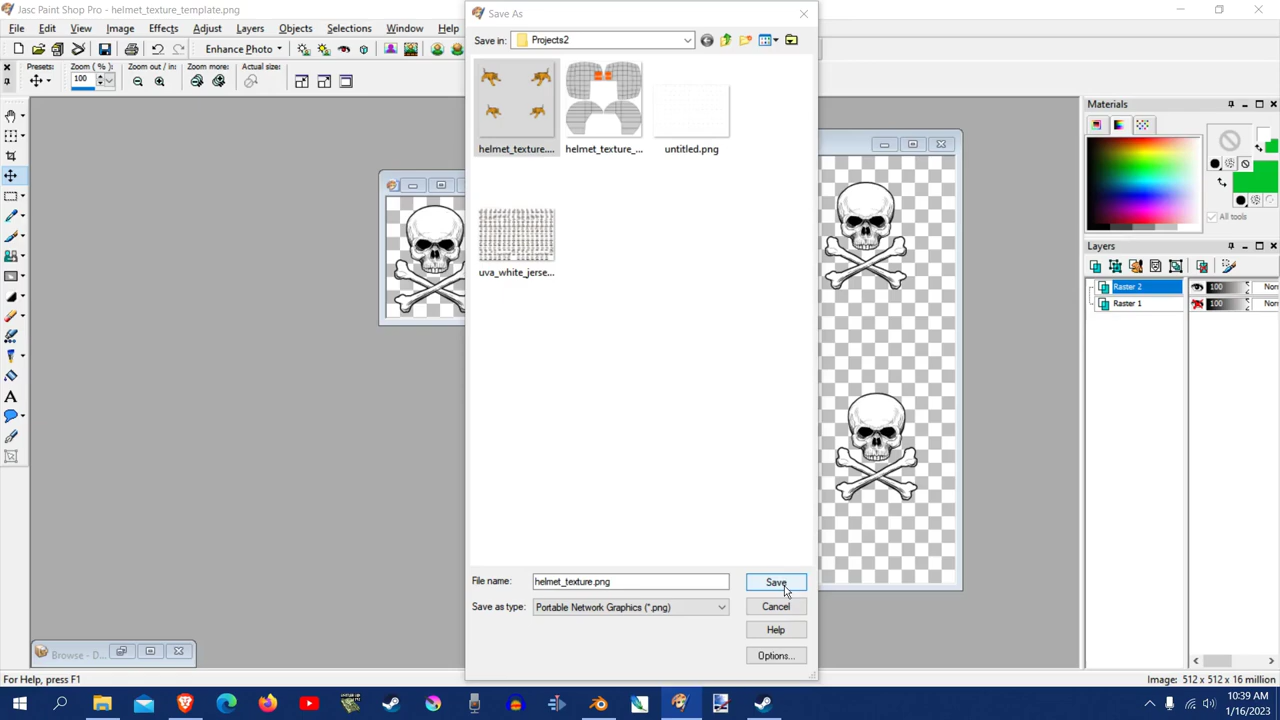 Jasc Paint Shop Pro - helmet_texture_template.png
File Edit View Image Effects Adjust Layers Objects Selections Window Help
Enhance Photo
Presets: Zoom (%) Zoom out/in: Actual size:
100
Save As
Save in: Projects2
helmet_texture.... helmet_texture_... untitled.png
uva_white_jerse...
File name: helmet_texture.png Save
Save as type: Portable Network Graphics (*.png) Cancel
Help
Options...
Materials
All tools
Layers
Raster 2 100 Nor
Raster 1 100 Nor
Browse - D...
For Help, press F1
Image: 512 x 512 x 16 million
10:39 AM
1/16/2023